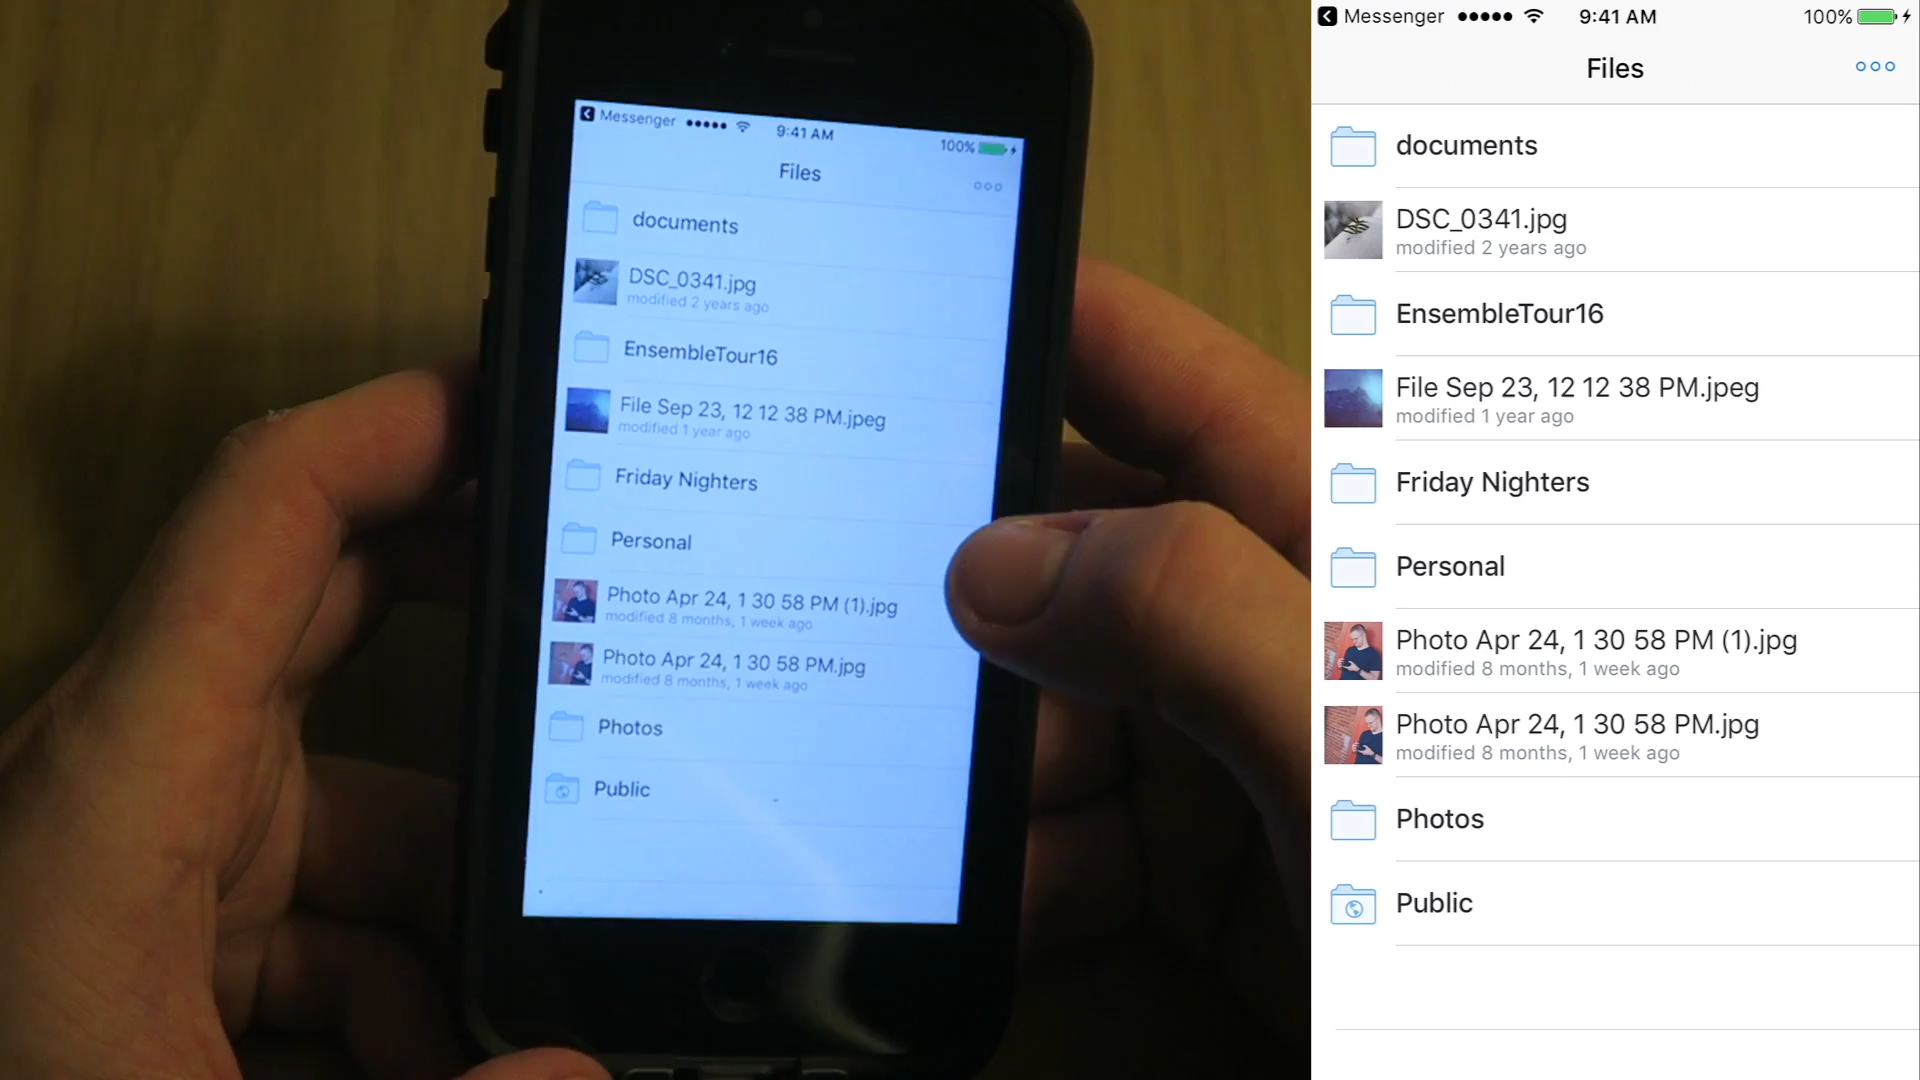 Messenger
9:41 AM
100%
Files
documents
DSC_0341.jpg
modified 2 years ago
EnsembleTour16
File Sep 23, 12 12 38 PM.jpeg
modified 1 year ago
Friday Nighters
Personal
Photo Apr 24, 1 30 58 PM (1).jpg
modified 8 months, 1 week ago
Photo Apr 24, 1 30 58 PM.jpg
modified 8 months, 1 week ago
Photos
Public
Messenger
9:41 AM
100%
Files
documents
DSC_0341.jpg
modified 2 years ago
EnsembleTour16
File Sep 23, 12 12 38 PM.jpeg
modified 1 year ago
Friday Nighters
Personal
Photo Apr 24, 1 30 58 PM (1).jpg
modified 8 months, 1 week ago
Photo Apr 24, 1 30 58 PM.jpg
modified 8 months, 1 week ago
Photos
Public